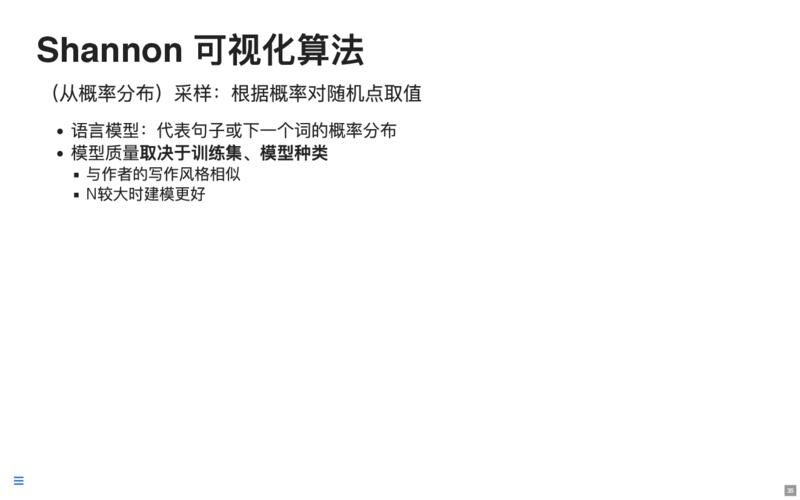 Shannon 可视化算法
（从概率分布）采样：根据概率对随机点取值
• 语言模型：代表句子或下一个词的概率分布
• 模型质量取决于训练集、模型种类
▪ 与作者的写作风格相似
▪ N较大时建模更好